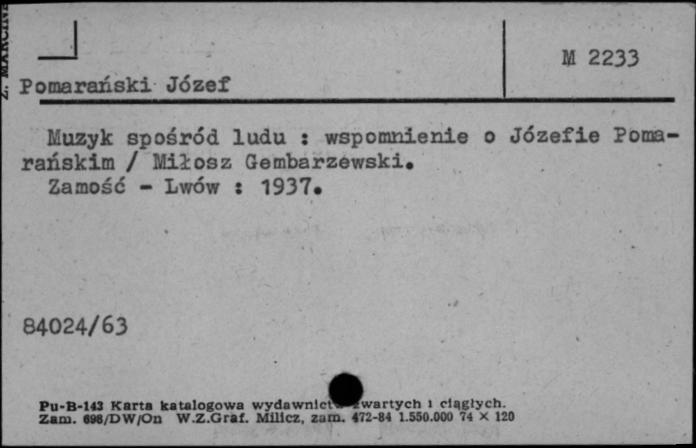 M 2233
Pomarański Józef
Muzyk spośród ludu : wspomnienie o Józefie Poma-
rańskim / Miłosz Gembarzewski.
Zamość - Lwów : 1937.
84024/63
Pu-B-143 Karta katalogowa wydawnictw zwartych i ciągłych.
Zam. 698/DW/On W.Z.Graf. Milicz, zam. 472-84 1.550.000 74 × 120